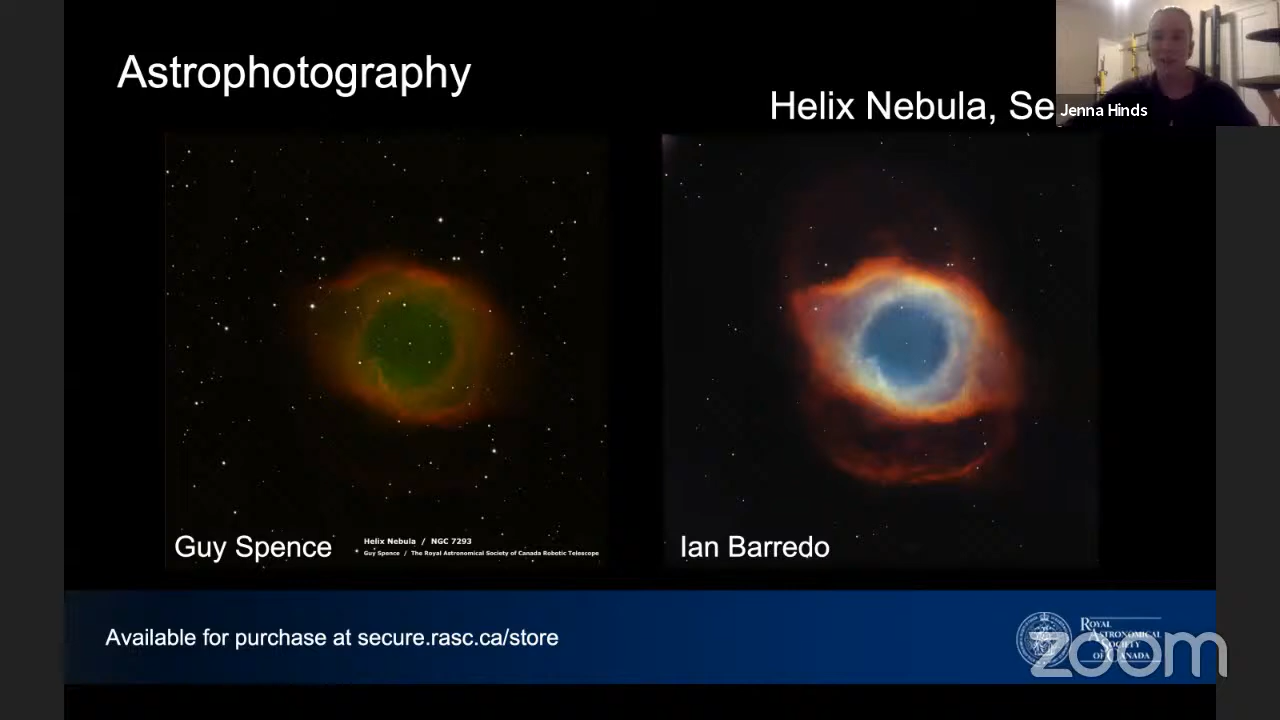 Astrophotography
Helix Nebula, Se
Jenna Hinds
Guy Spence
Helix Nebula / NGC 7293
Guy Spence / The Royal Astronomical Society of Canada Robotic Telescope
Ian Barredo
Available for purchase at secure.rasc.ca/store
ROYAL
ASTRONOMICAL
SOCIETY
OF CANADA
zoom